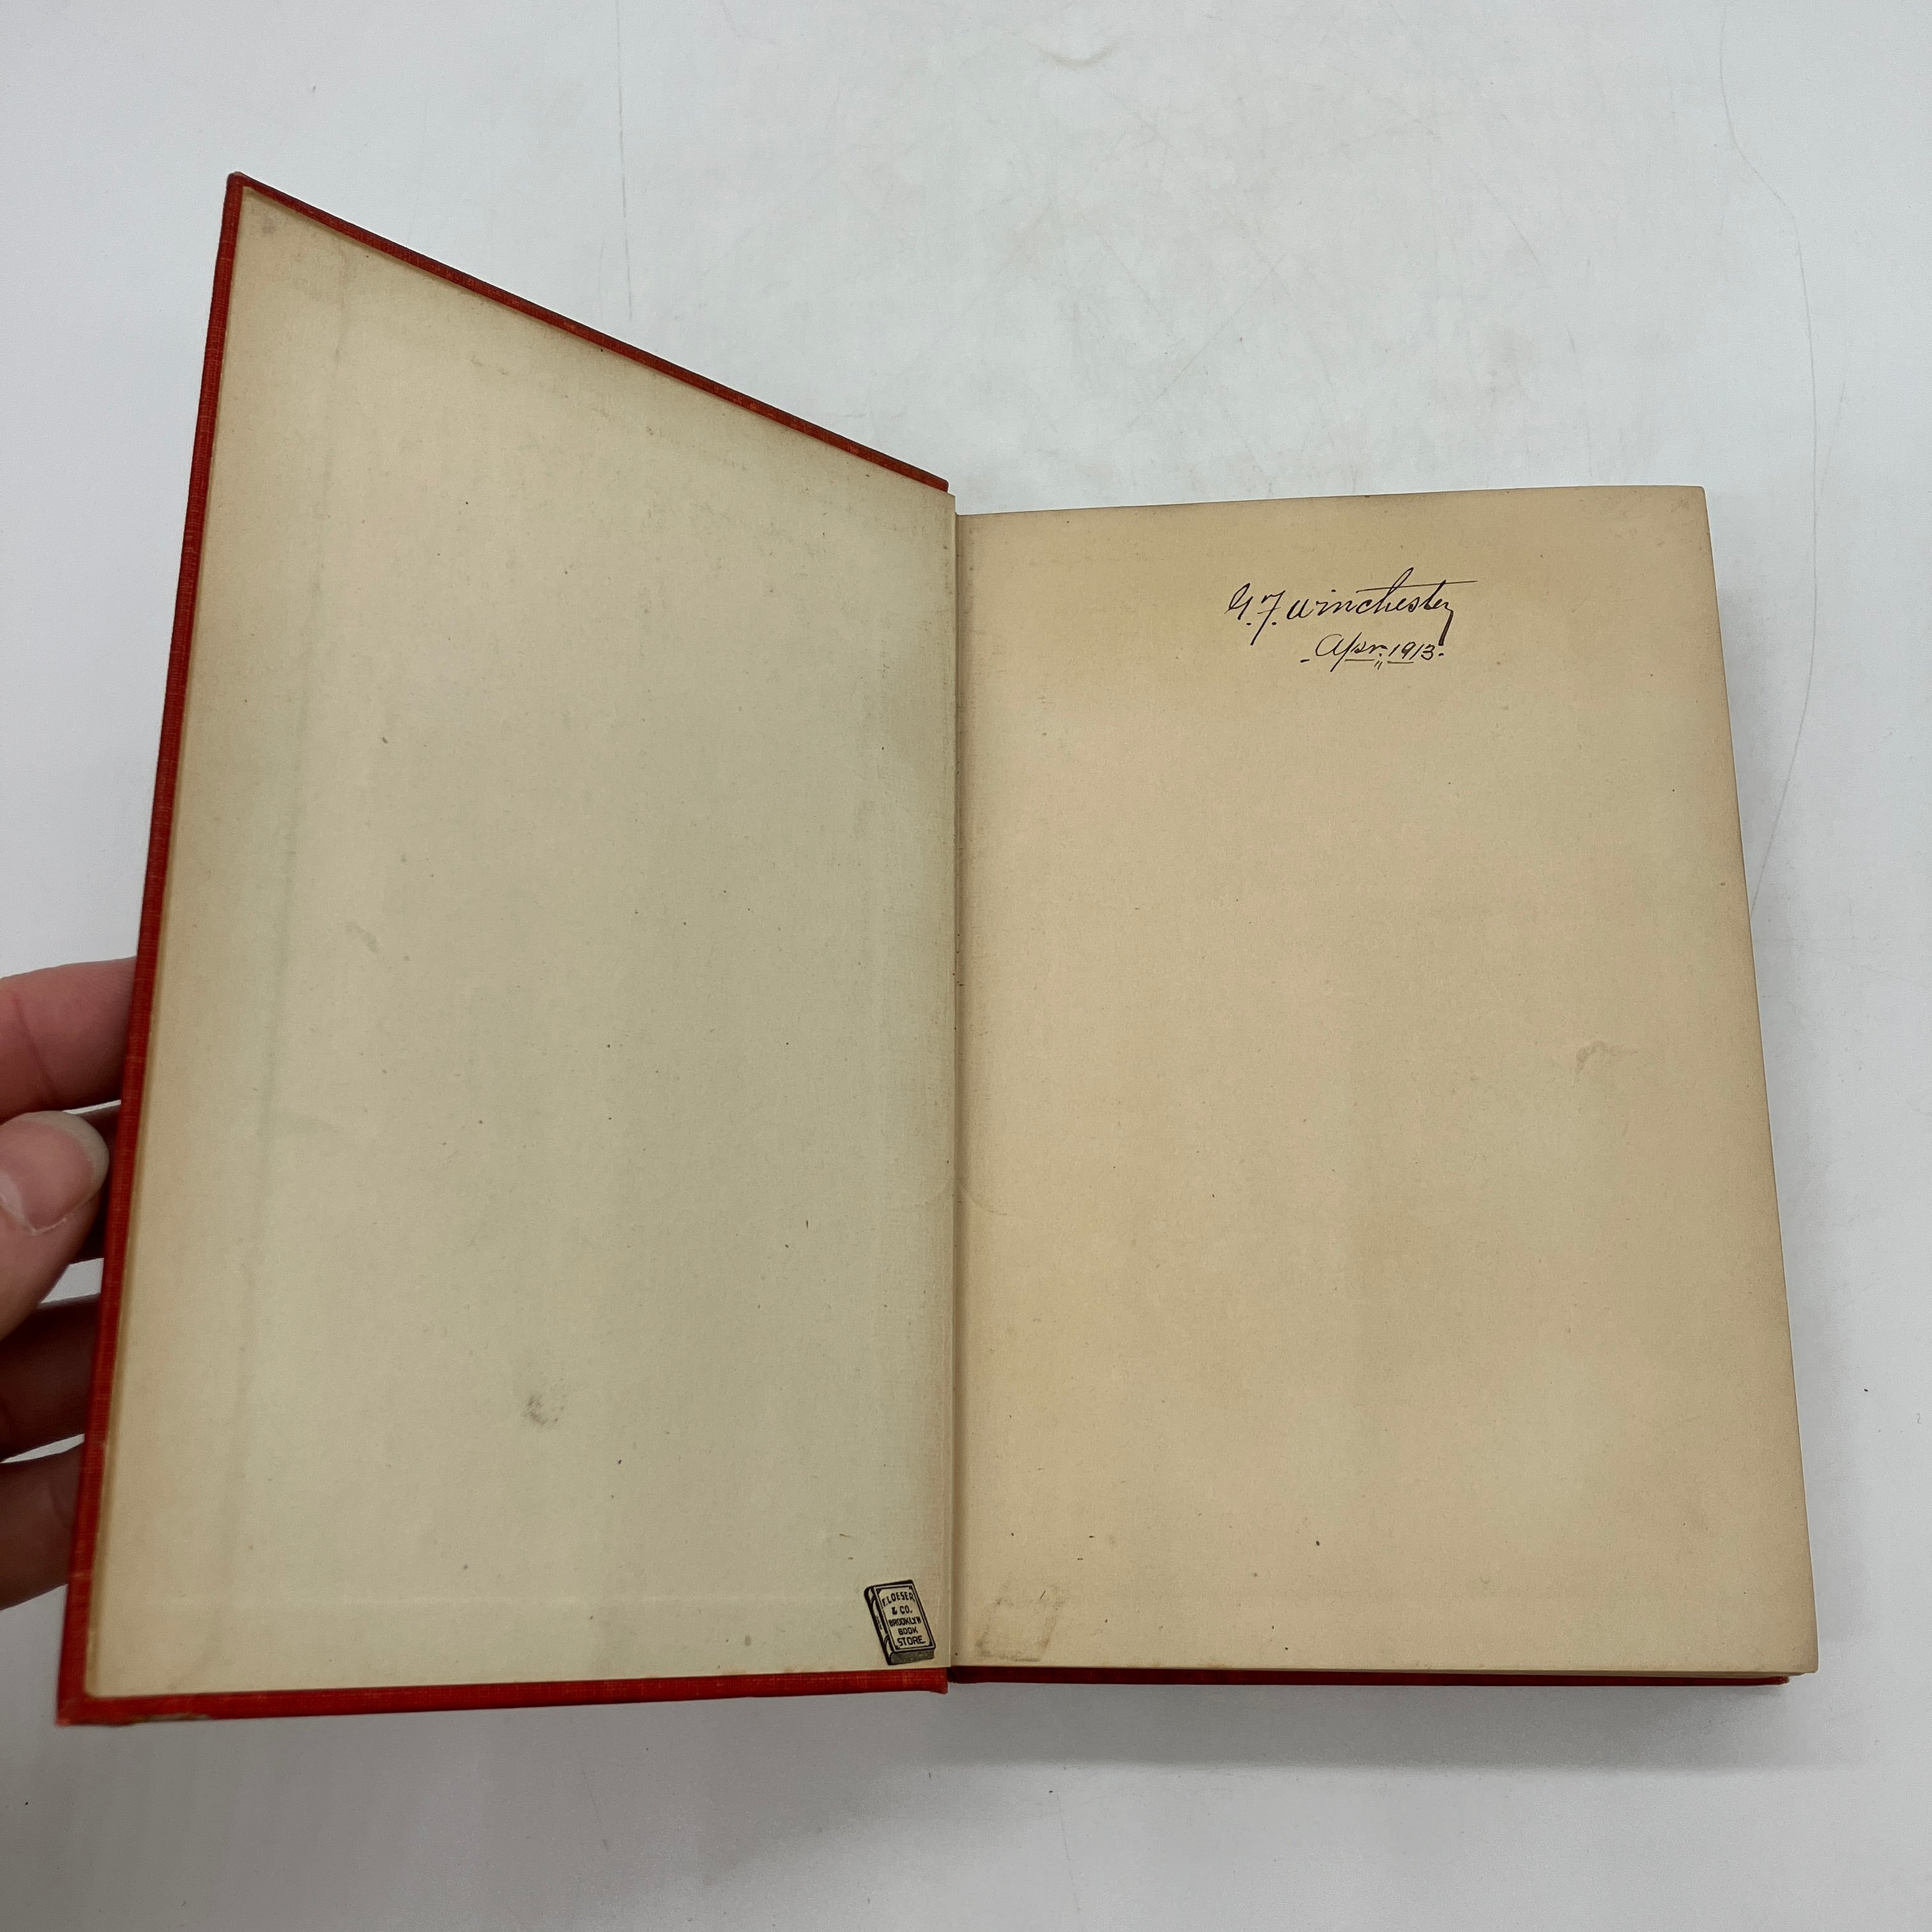 G. F. Winchester
Apr. 1913.
F. LOESER
& CO.
BROOKLYN
BOOK
STORE